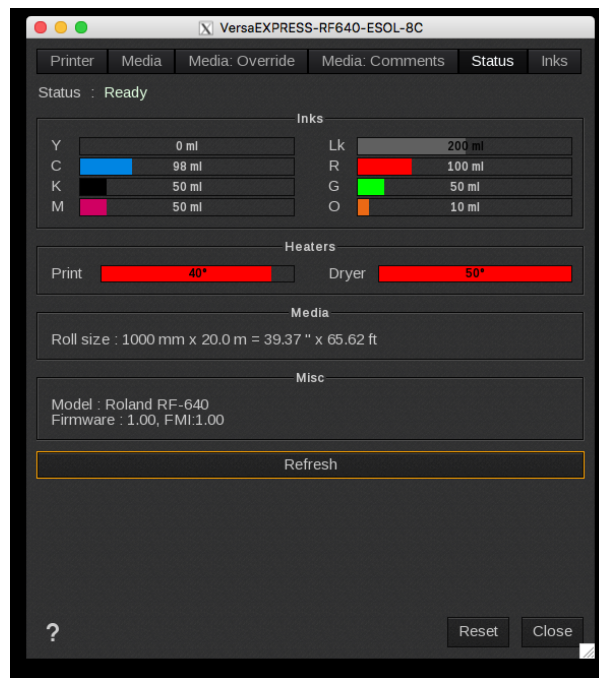 VersaEXPRESS-RF640-ESOL-8C
Printer Media Media: Override Media: Comments Status Inks
Status : Ready
Inks
Y 0 ml Lk 200 ml
C 98 ml R 100 ml
K 50 ml G 50 ml
M 50 ml O 10 ml
Heaters
Print 40° Dryer 50°
Media
Roll size : 1000 mm x 20.0 m = 39.37 " x 65.62 ft
Misc
Model : Roland RF-640
Firmware : 1.00, FMI:1.00
Refresh
? Reset Close